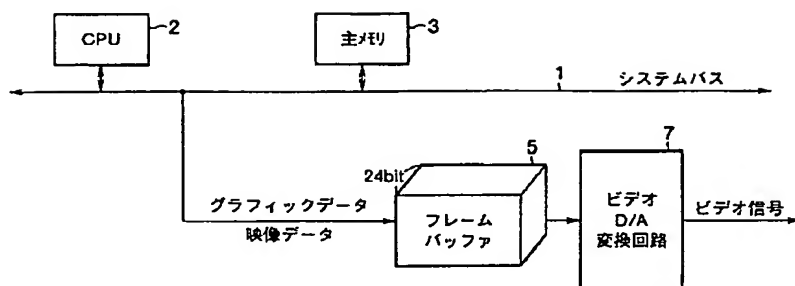 CPU
2
主メモリ
3
1
システムバス
5
7
24bit
グラフィックデータ
映像データ
フレーム
バッファ
ビデオ
D/A
変換回路
ビデオ信号